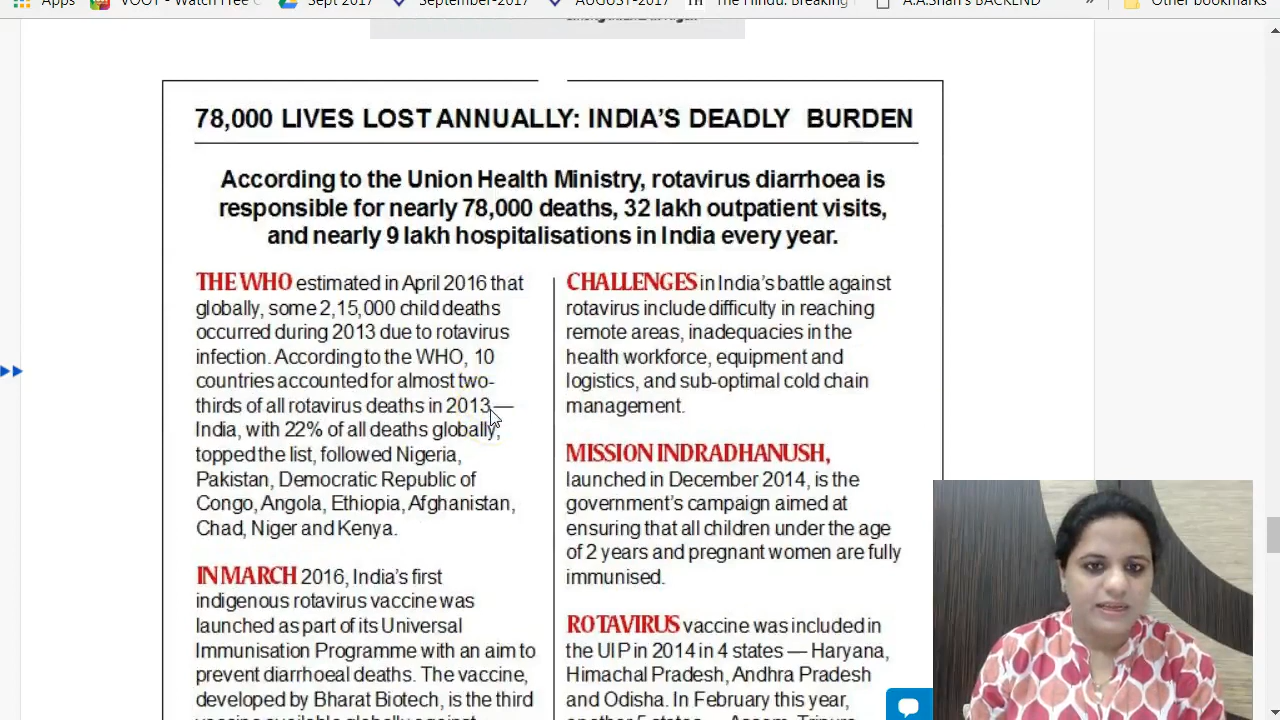 Apps
VOOT - Watch Free
Sept 2017
September-2017
AUGUST-2017
TH
The Hindu: Breaking
A.A.Shah's BACKEND
»
Other bookmarks
78,000 LIVES LOST ANNUALLY: INDIA'S DEADLY BURDEN
According to the Union Health Ministry, rotavirus diarrhoea is
responsible for nearly 78,000 deaths, 32 lakh outpatient visits,
and nearly 9 lakh hospitalisations in India every year.
THE WHO estimated in April 2016 that
globally, some 2,15,000 child deaths
occurred during 2013 due to rotavirus
infection. According to the WHO, 10
countries accounted for almost two-
thirds of all rotavirus deaths in 2013 —
India, with 22% of all deaths globally,
topped the list, followed Nigeria,
Pakistan, Democratic Republic of
Congo, Angola, Ethiopia, Afghanistan,
Chad, Niger and Kenya.
IN MARCH 2016, India's first
indigenous rotavirus vaccine was
launched as part of its Universal
Immunisation Programme with an aim to
prevent diarrhoeal deaths. The vaccine,
developed by Bharat Biotech, is the third
vaccine available globally against
CHALLENGES in India's battle against
rotavirus include difficulty in reaching
remote areas, inadequacies in the
health workforce, equipment and
logistics, and sub-optimal cold chain
management.
MISSION INDRADHANUSH,
launched in December 2014, is the
government's campaign aimed at
ensuring that all children under the age
of 2 years and pregnant women are fully
immunised.
ROTAVIRUS vaccine was included in
the UIP in 2014 in 4 states — Haryana,
Himachal Pradesh, Andhra Pradesh
and Odisha. In February this year,
another 5 states — Assam, Tripura,